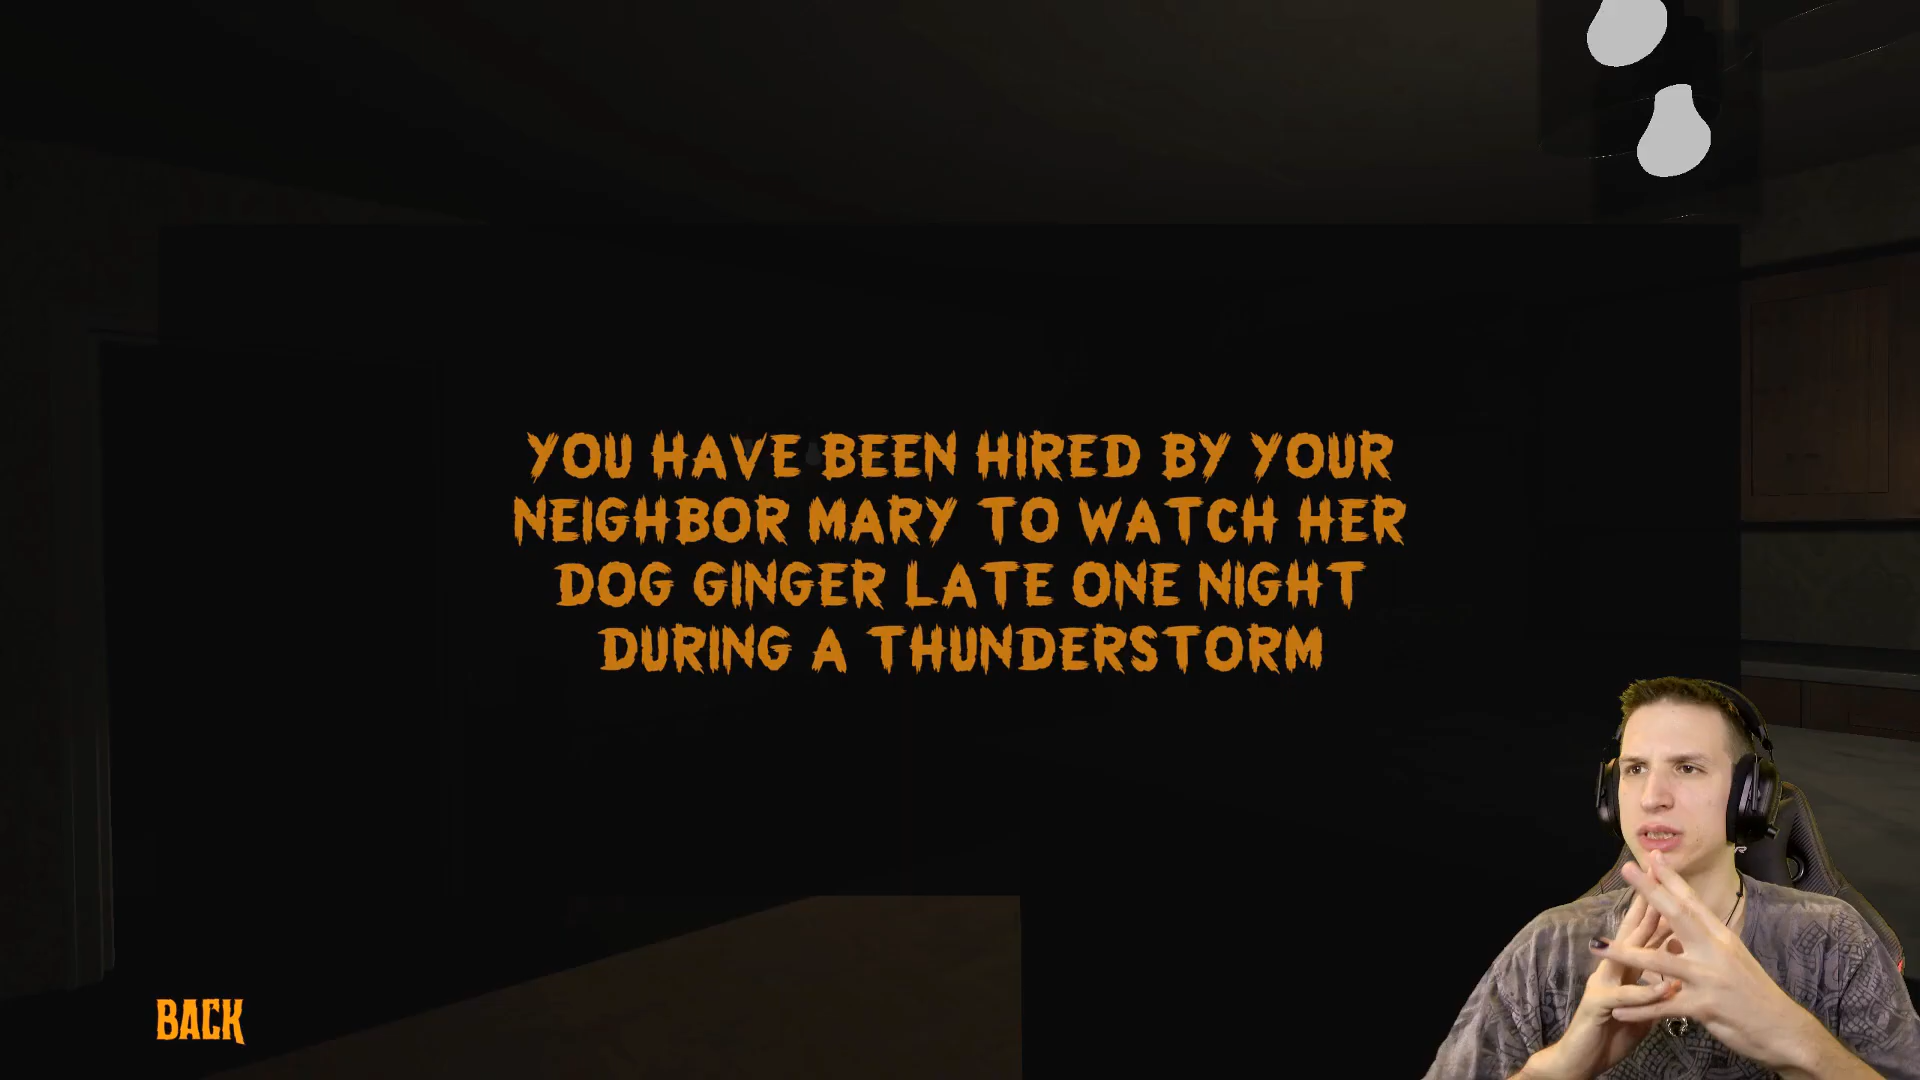 YOU HAVE BEEN HIRED BY YOUR
NEIGHBOR MARY TO WATCH HER
DOG GINGER LATE ONE NIGHT
DURING A THUNDERSTORM
BACK